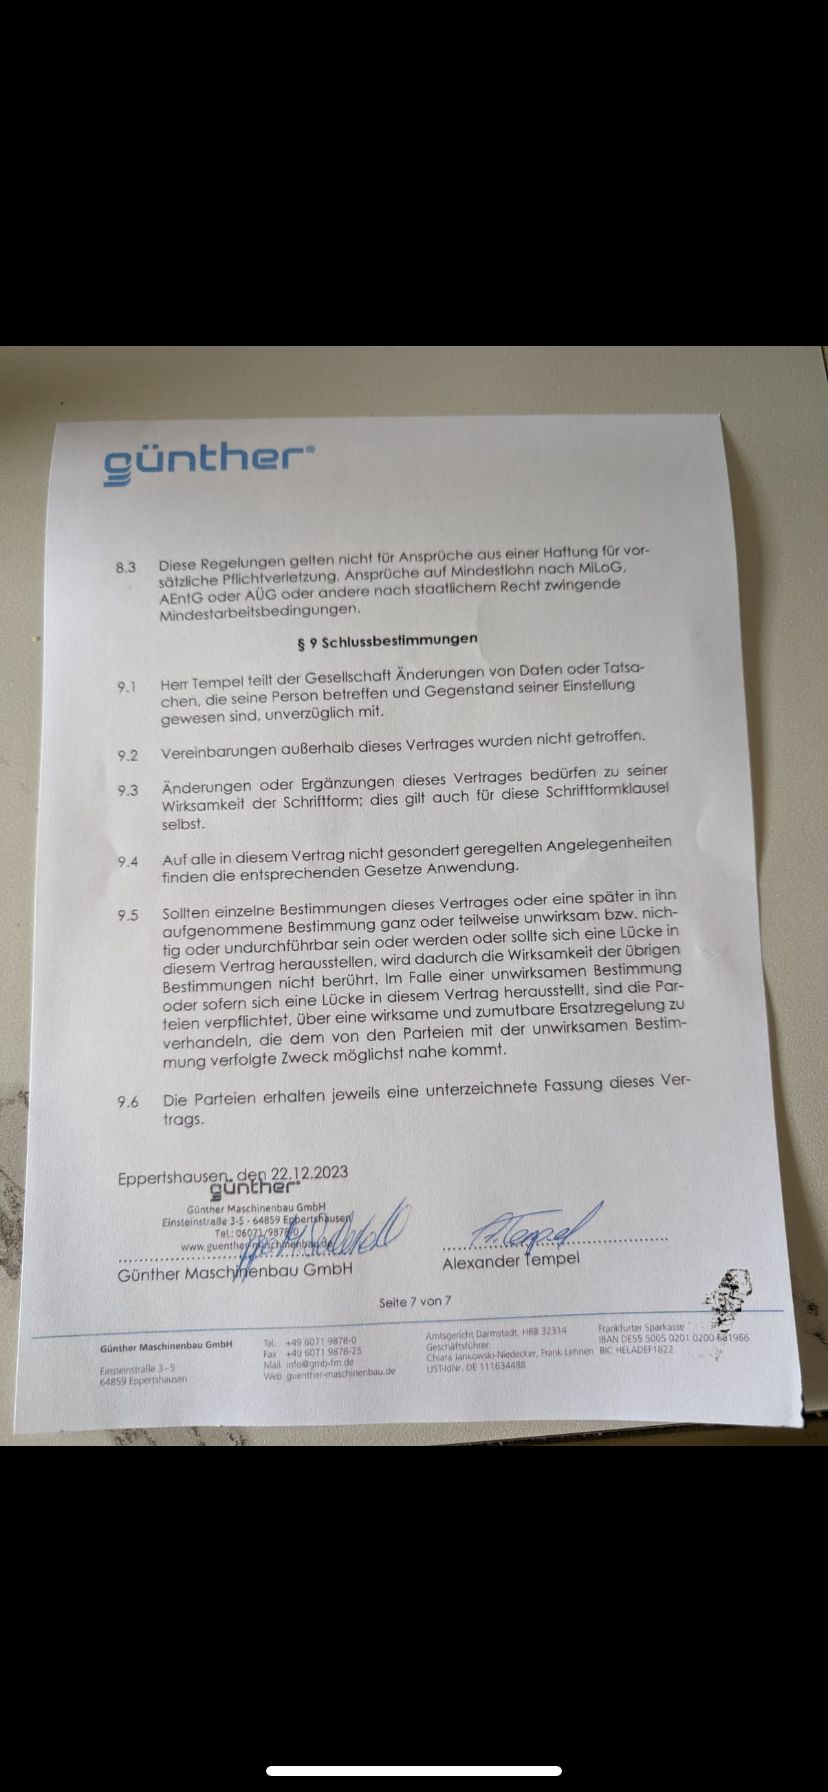 günther®
8.3 Diese Regelungen gelten nicht für Ansprüche aus einer Haftung für vor-
sätzliche Pflichtverletzung, Ansprüche auf Mindestlohn nach MiLoG,
AEntG oder AÜG oder andere nach staatlichem Recht zwingende
Mindestarbeitsbedingungen.
§ 9 Schlussbestimmungen
9.1 Herr Tempel teilt der Gesellschaft Änderungen von Daten oder Tatsa-
chen, die seine Person betreffen und Gegenstand seiner Einstellung
gewesen sind, unverzüglich mit.
9.2 Vereinbarungen außerhalb dieses Vertrages wurden nicht getroffen.
9.3 Änderungen oder Ergänzungen dieses Vertrages bedürfen zu seiner
Wirksamkeit der Schriftform; dies gilt auch für diese Schriftformklausel
selbst.
9.4 Auf alle in diesem Vertrag nicht gesondert geregelten Angelegenheiten
finden die entsprechenden Gesetze Anwendung.
9.5 Sollten einzelne Bestimmungen dieses Vertrages oder eine später in ihn
aufgenommene Bestimmung ganz oder teilweise unwirksam bzw. nich-
tig oder undurchführbar sein oder werden oder sollte sich eine Lücke in
diesem Vertrag herausstellen, wird dadurch die Wirksamkeit der übrigen
Bestimmungen nicht berührt. Im Falle einer unwirksamen Bestimmung
oder sofern sich eine Lücke in diesem Vertrag herausstellt, sind die Par-
teien verpflichtet, über eine wirksame und zumutbare Ersatzregelung zu
verhandeln, die dem von den Parteien mit der unwirksamen Bestim-
mung verfolgte Zweck möglichst nahe kommt.
9.6 Die Parteien erhalten jeweils eine unterzeichnete Fassung dieses Ver-
trags.
Eppertshausen, den 22.12.2023
günther®
Günther Maschinenbau GmbH
Einsteinstraße 3-5 · 64859 Eppertshausen
Tel.: 06071/9878-0
www.guenther-maschinenbau.de
A. Tempel
Günther Maschinenbau GmbH
Alexander Tempel
Seite 7 von 7
Günther Maschinenbau GmbH
Einsteinstraße 3–5
64859 Eppertshausen
Tel. +49 6071 9878-0
Fax +49 6071 9878-25
Mail info@gmb-fm.de
Web guenther-maschinenbau.de
Amtsgericht Darmstadt, HRB 32314
Geschäftsführer:
Chiara Jankowski-Niedecker, Frank Lehnen
UST-IdNr. DE 111634488
Frankfurter Sparkasse
IBAN DE55 5005 0201 0200 681966
BIC HELADEF1822